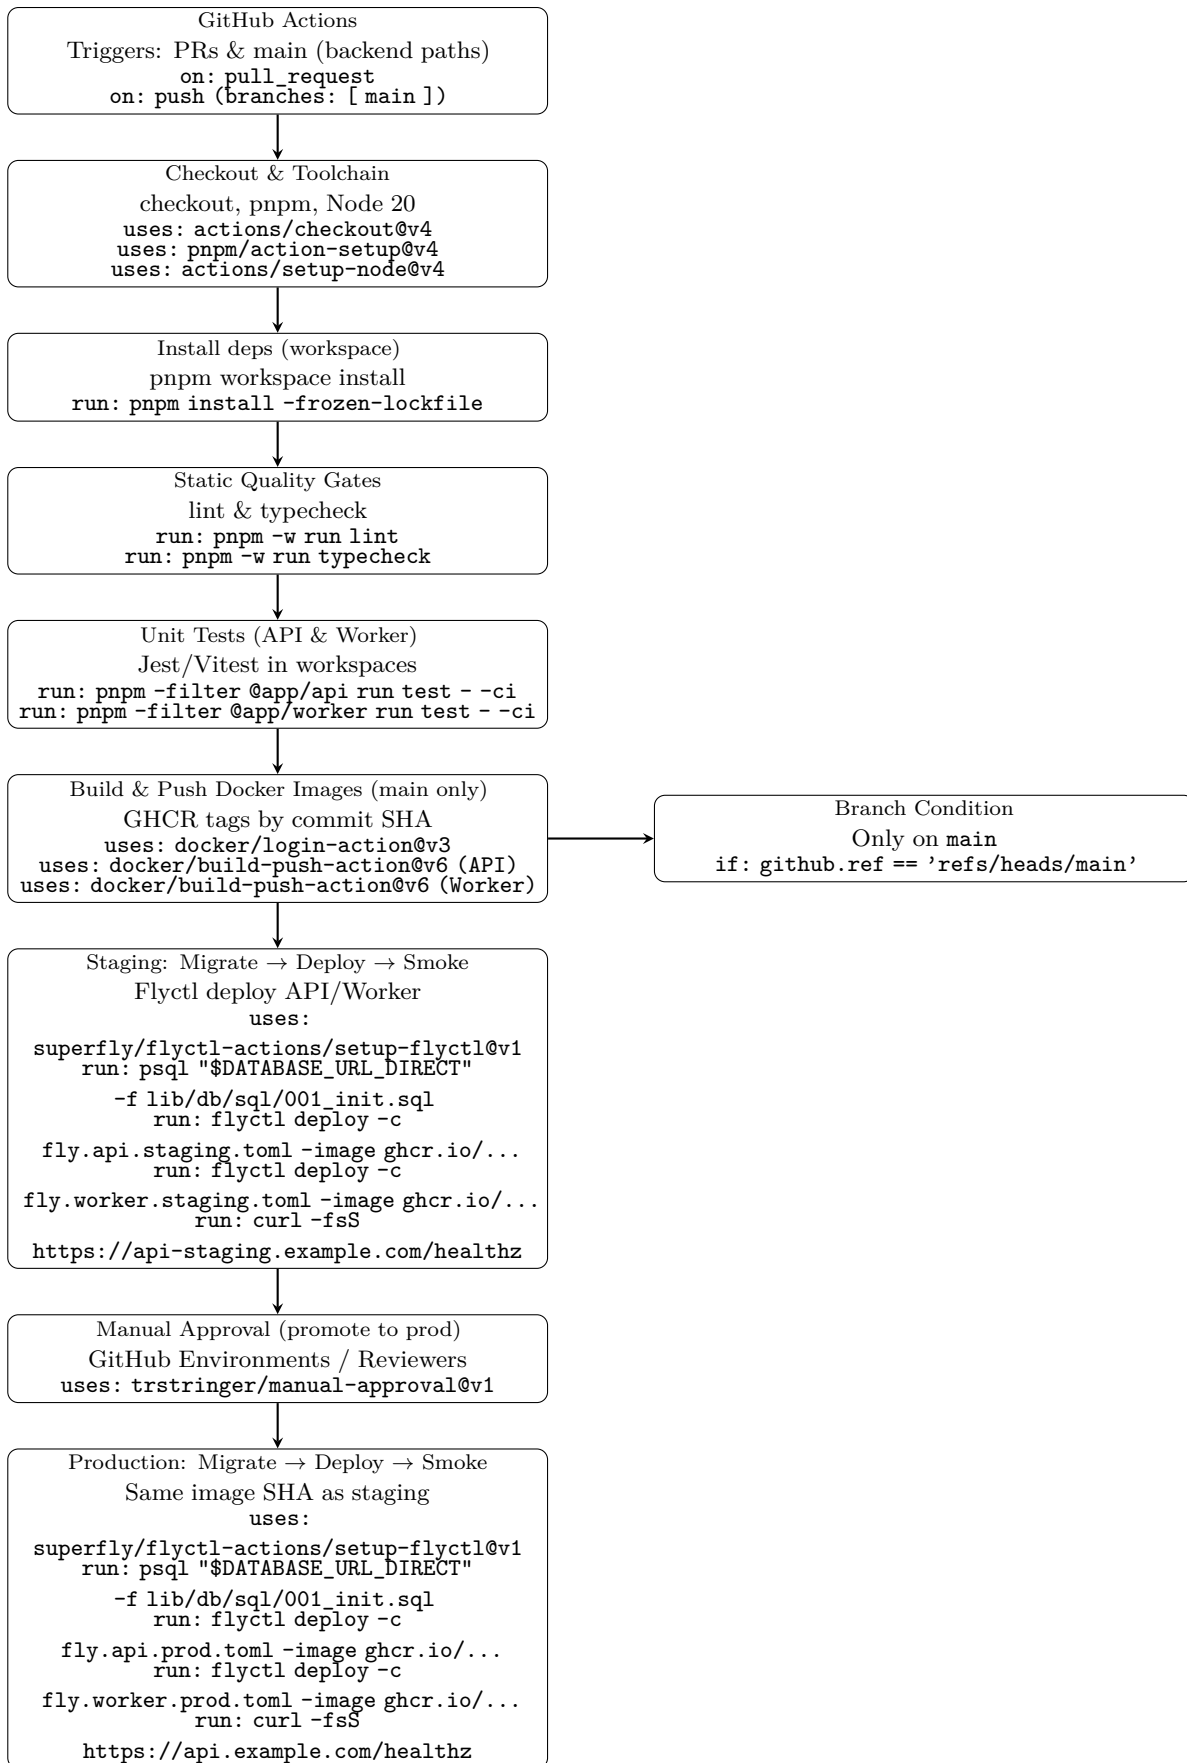 GitHub Actions
Triggers: PRs & main (backend paths)
on: pull_request
on: push (branches: [ main ])
Checkout & Toolchain
checkout, pnpm, Node 20
uses: actions/checkout@v4
uses: pnpm/action-setup@v4
uses: actions/setup-node@v4
Install deps (workspace)
pnpm workspace install
run: pnpm install -frozen-lockfile
Static Quality Gates
lint & typecheck
run: pnpm -w run lint
run: pnpm -w run typecheck
Unit Tests (API & Worker)
Jest/Vitest in workspaces
run: pnpm -filter @app/api run test - -ci
run: pnpm -filter @app/worker run test - -ci
Build & Push Docker Images (main only)
GHCR tags by commit SHA
uses: docker/login-action@v3
uses: docker/build-push-action@v6 (API)
uses: docker/build-push-action@v6 (Worker)
Branch Condition
Only on main
if: github.ref == ’refs/heads/main’
Staging: Migrate → Deploy → Smoke
Flyctl deploy API/Worker
uses:
superfly/flyctl-actions/setup-flyctl@v1
run: psql "$DATABASE_URL_DIRECT"
-f lib/db/sql/001_init.sql
run: flyctl deploy -c
fly.api.staging.toml -image ghcr.io/...
run: flyctl deploy -c
fly.worker.staging.toml -image ghcr.io/...
run: curl -fsS
https://api-staging.example.com/healthz
Manual Approval (promote to prod)
GitHub Environments / Reviewers
uses: trstringer/manual-approval@v1
Production: Migrate → Deploy → Smoke
Same image SHA as staging
uses:
superfly/flyctl-actions/setup-flyctl@v1
run: psql "$DATABASE_URL_DIRECT"
-f lib/db/sql/001_init.sql
run: flyctl deploy -c
fly.api.prod.toml -image ghcr.io/...
run: flyctl deploy -c
fly.worker.prod.toml -image ghcr.io/...
run: curl -fsS
https://api.example.com/healthz